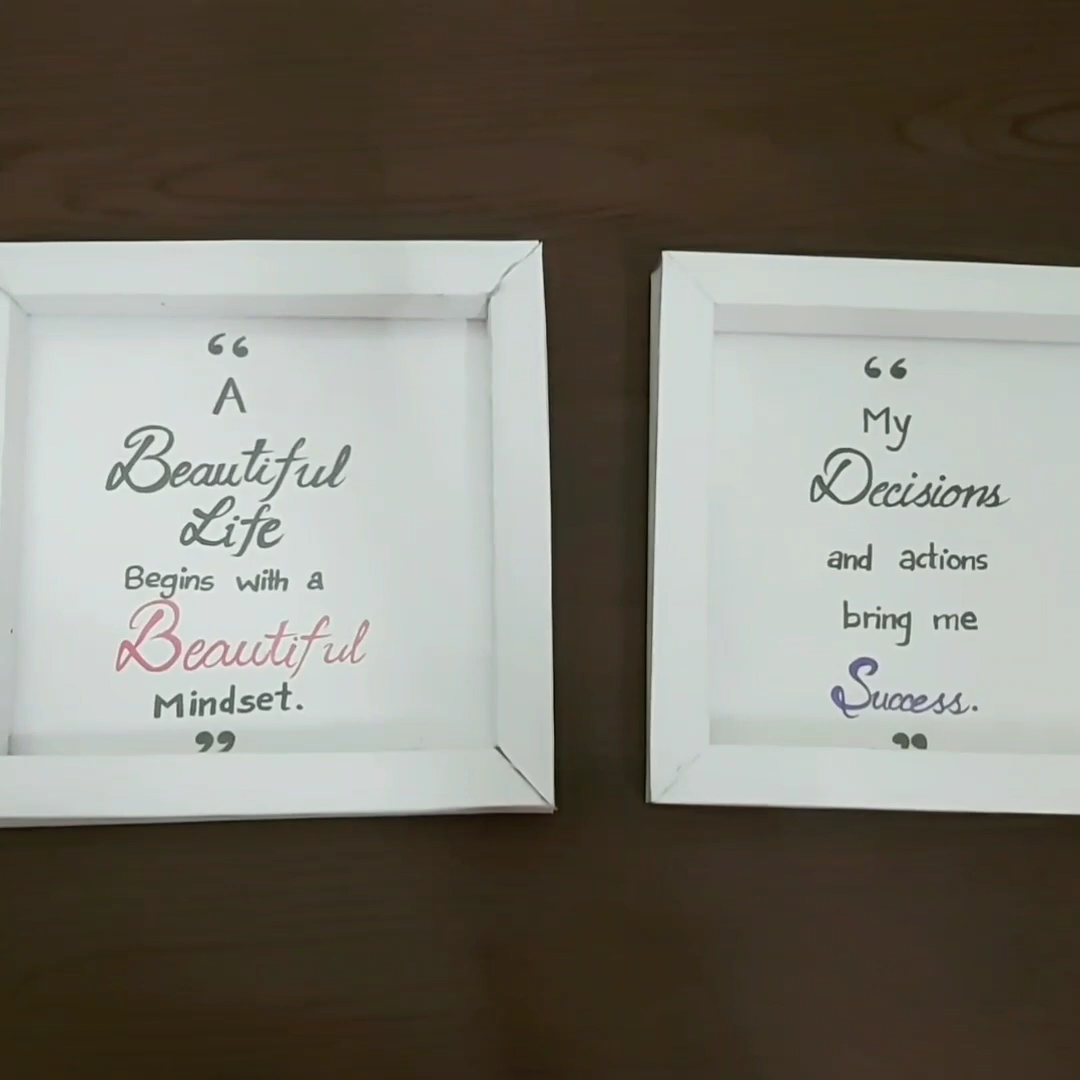 “
A
Beautiful
Life
Begins with a
Beautiful
Mindset.
”
“
My
Decisions
and actions
bring me
Success.
”